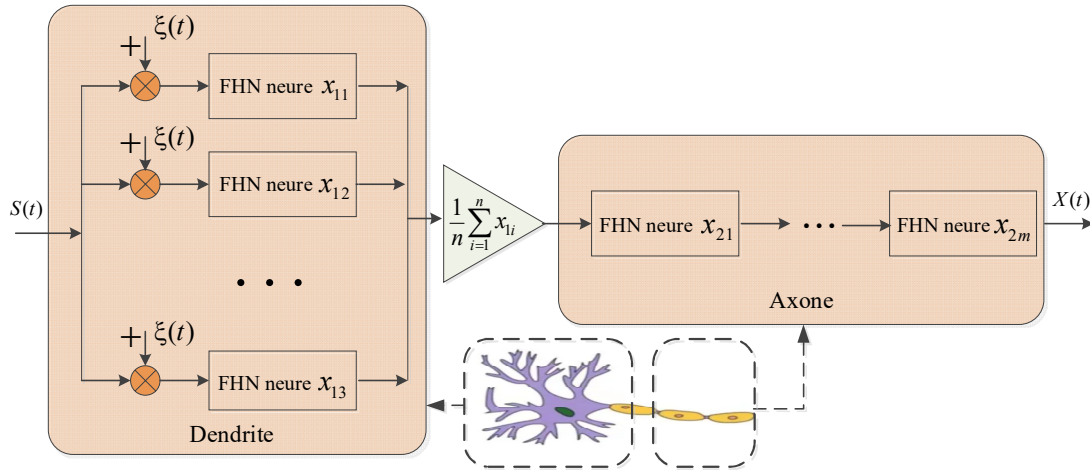 + ξ(t)
FHN neure x₁₁
+ ξ(t)
FHN neure x₁₂
S(t)
1/n ∑ᵢ₌₁ⁿ x₁ᵢ
FHN neure x₂₁
• • •
FHN neure x₂ₘ
X(t)
• • •
Axone
+ ξ(t)
FHN neure x₁₃
Dendrite